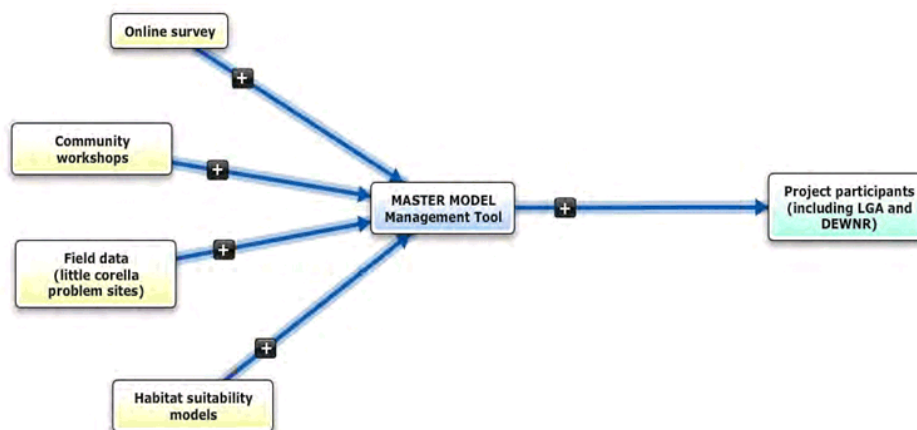 Online survey
+
Community
workshops
+
MASTER MODEL
Management Tool
+
Project participants
(including LGA and
DEWNR)
Field data
(little corella
problem sites)
+
+
Habitat suitability
models